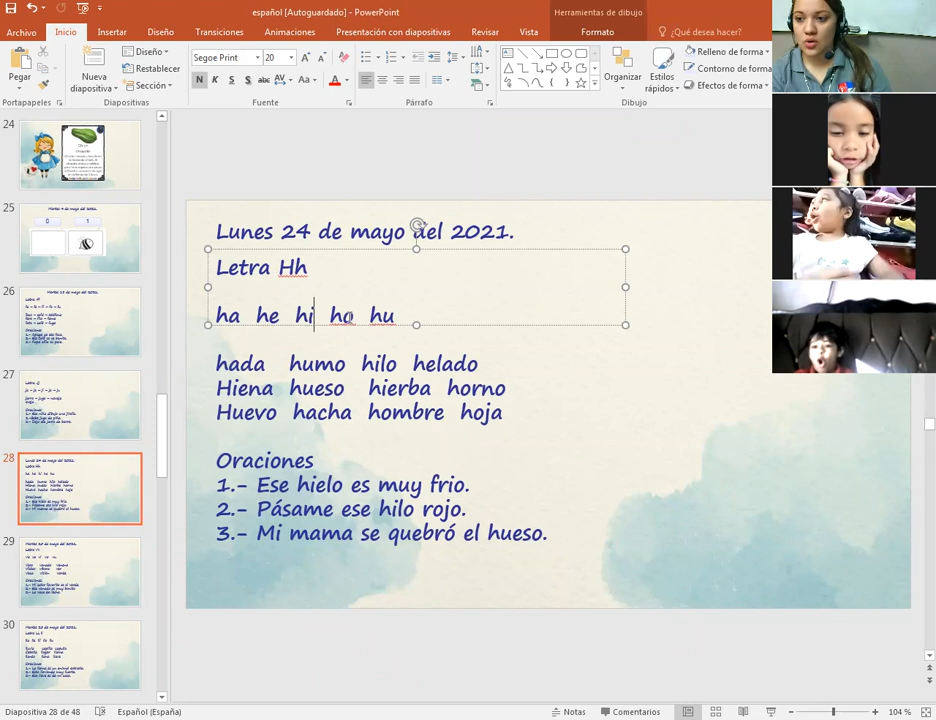 español [Autoguardado] - PowerPoint
Herramientas de dibujo
Archivo Inicio Insertar Diseño Transiciones Animaciones Presentación con diapositivas Revisar Vista Formato ¿Qué desea hacer?
Pegar
Nueva diapositiva
Diseño
Restablecer
Sección
Segoe Print 20
N K S S abc AV Aa A
Organizar
Estilos rápidos
Relleno de forma
Contorno de forma
Efectos de forma
Portapapeles Diapositivas Fuente Párrafo Dibujo
24
25
0 1
26
27
28
29
30
Lunes 24 de mayo del 2021.
Letra Hh
ha he hi ho hu
hada humo hilo helado
Hiena hueso hierba horno
Huevo hacha hombre hoja
Oraciones
1.- Ese hielo es muy frio.
2.- Pásame ese hilo rojo.
3.- Mi mama se quebró el hueso.
Diapositiva 28 de 48 Español (España) Notas Comentarios 104 %